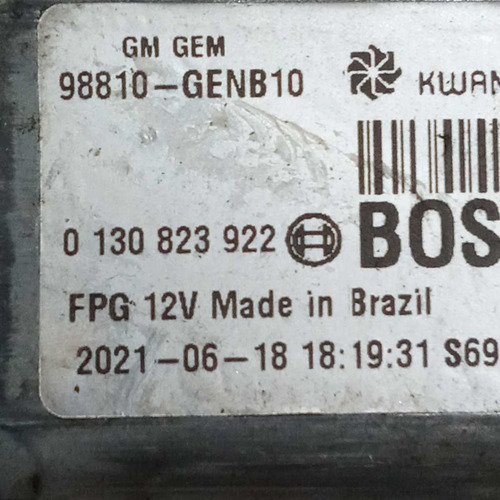 GM GEM
98810-GENB10 KWAN
0 130 823 922 BOS
FPG 12V Made in Brazil
2021-06-18 18:19:31 S69